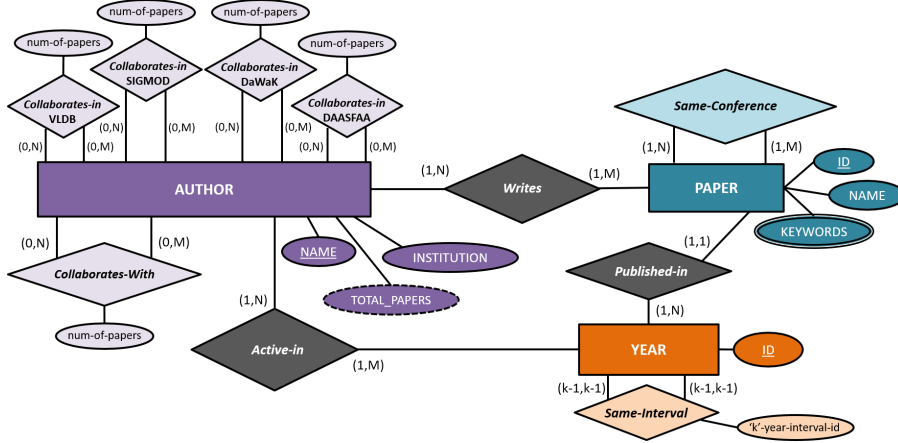 num-of-papers
num-of-papers
num-of-papers
num-of-papers
Collaborates-in
VLDB
Collaborates-in
SIGMOD
Collaborates-in
DaWaK
Collaborates-in
DAASFAA
(0,N)
(0,M)
(0,N)
(0,M)
(0,N)
(0,M)
(0,N)
(0,M)
Same-Conference
(1,N)
(1,M)
AUTHOR
(1,N)
Writes
(1,M)
PAPER
ID
NAME
KEYWORDS
(0,N)
(0,M)
Collaborates-With
num-of-papers
NAME
INSTITUTION
TOTAL_PAPERS
(1,1)
Published-in
(1,N)
(1,N)
Active-in
(1,M)
YEAR
ID
(k-1,k-1)
(k-1,k-1)
Same-Interval
‘k’-year-interval-id